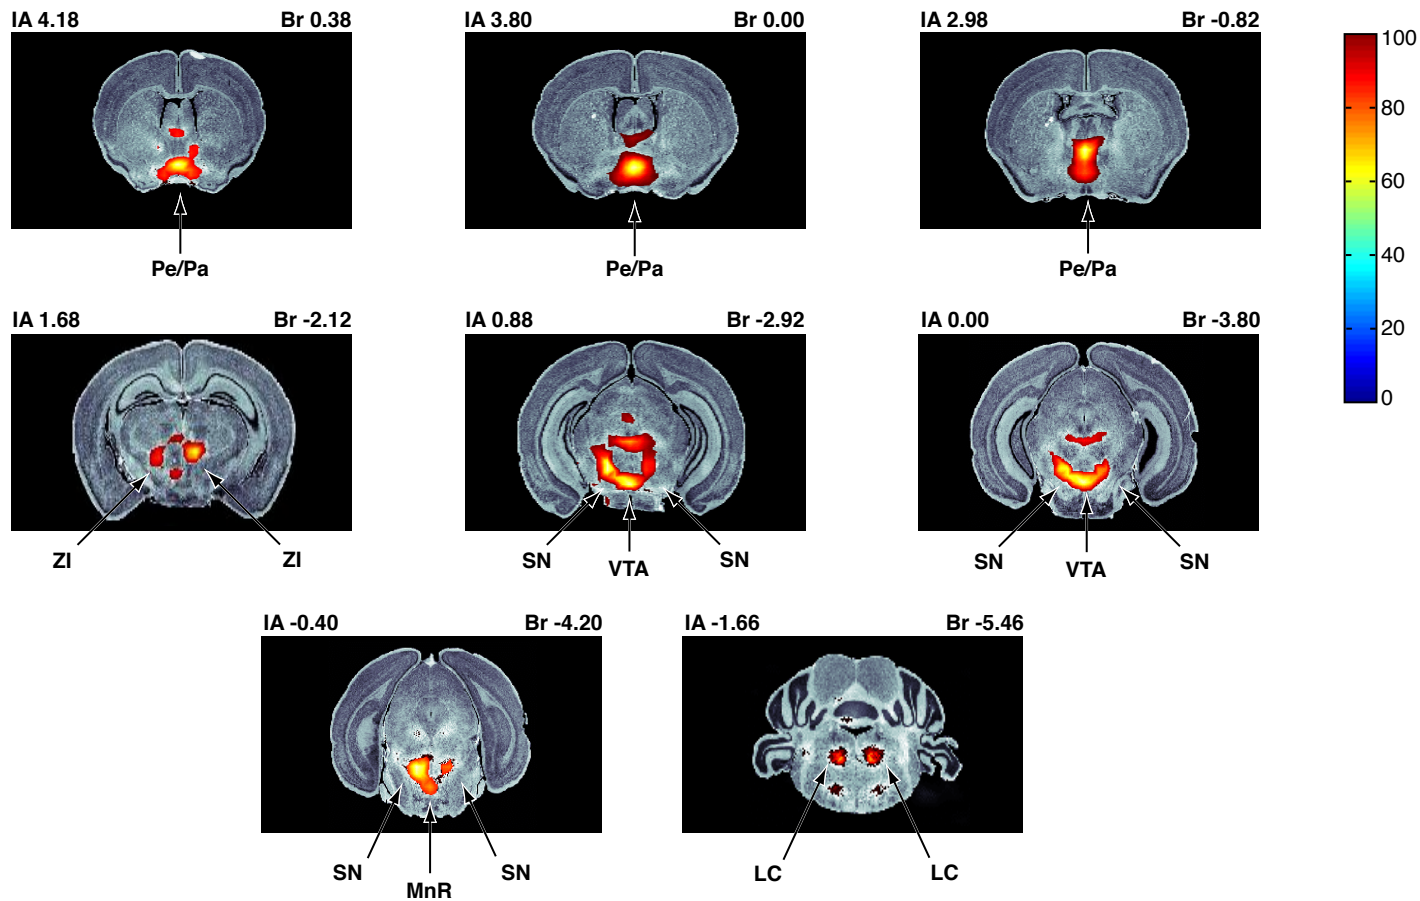 IA 4.18 Br 0.38
IA 3.80 Br 0.00
IA 2.98 Br -0.82
100
80
60
40
20
0
Pe/Pa
Pe/Pa
Pe/Pa
IA 1.68 Br -2.12
IA 0.88 Br -2.92
IA 0.00 Br -3.80
ZI ZI
SN VTA SN
SN VTA SN
IA -0.40 Br -4.20
IA -1.66 Br -5.46
SN MnR SN
LC LC